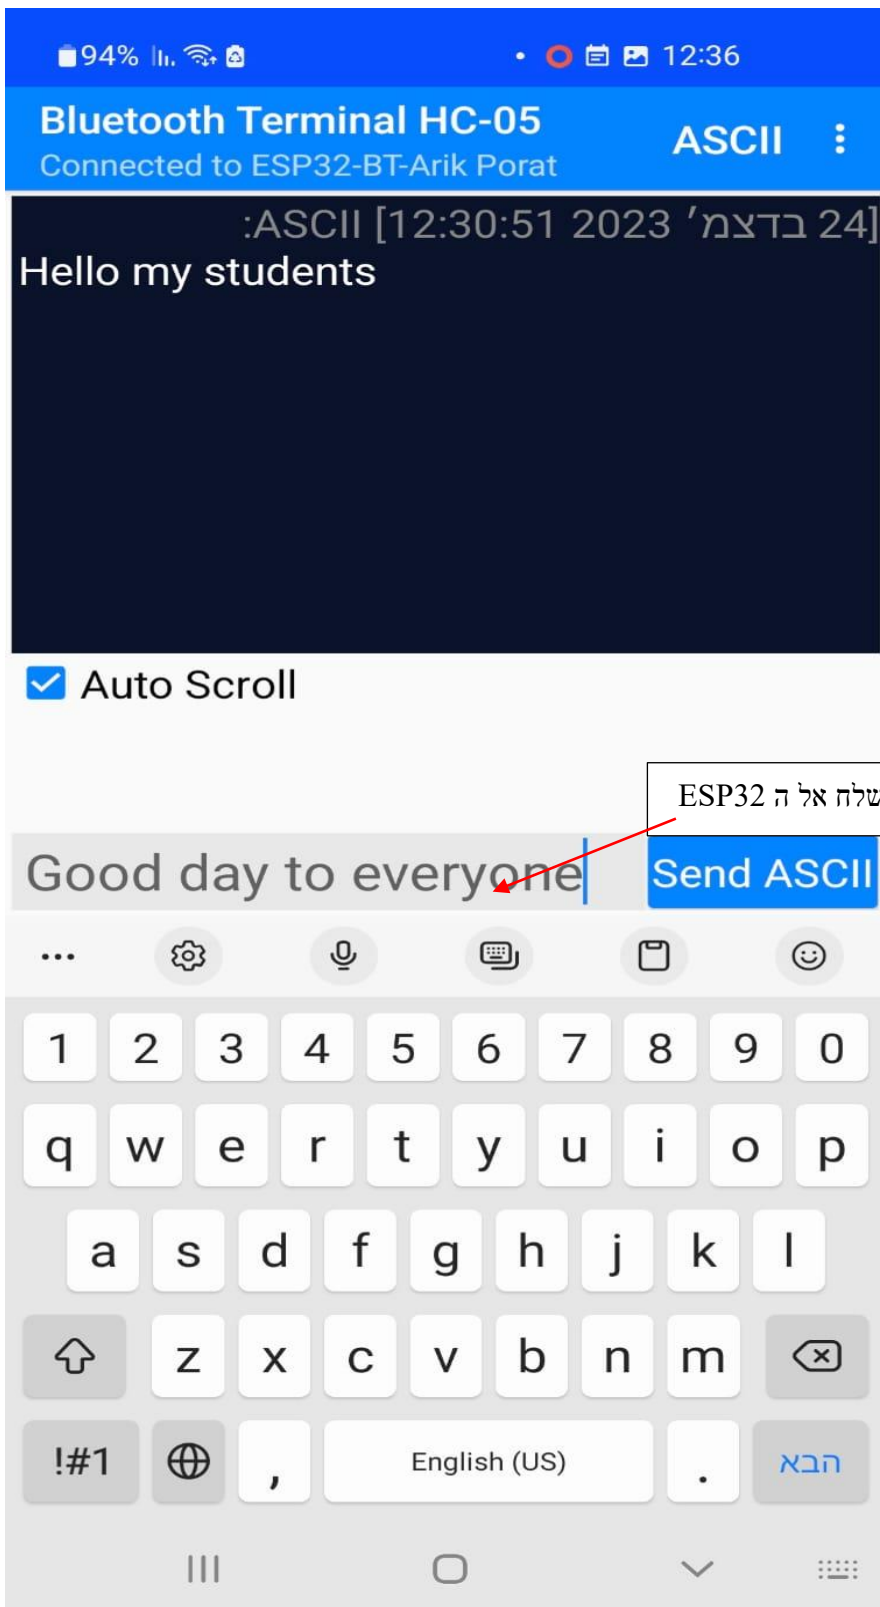 94% 12:36
Bluetooth Terminal HC-05
ASCII
Connected to ESP32-BT-Arik Porat
[24 בדצמ׳ 2023 12:30:51] ASCII:
Hello my students
Auto Scroll
שלח אל ה ESP32
Good day to everyone
Send ASCII
1 2 3 4 5 6 7 8 9 0
q w e r t y u i o p
a s d f g h j k l
z x c v b n m
!#1 , English (US) . הבא